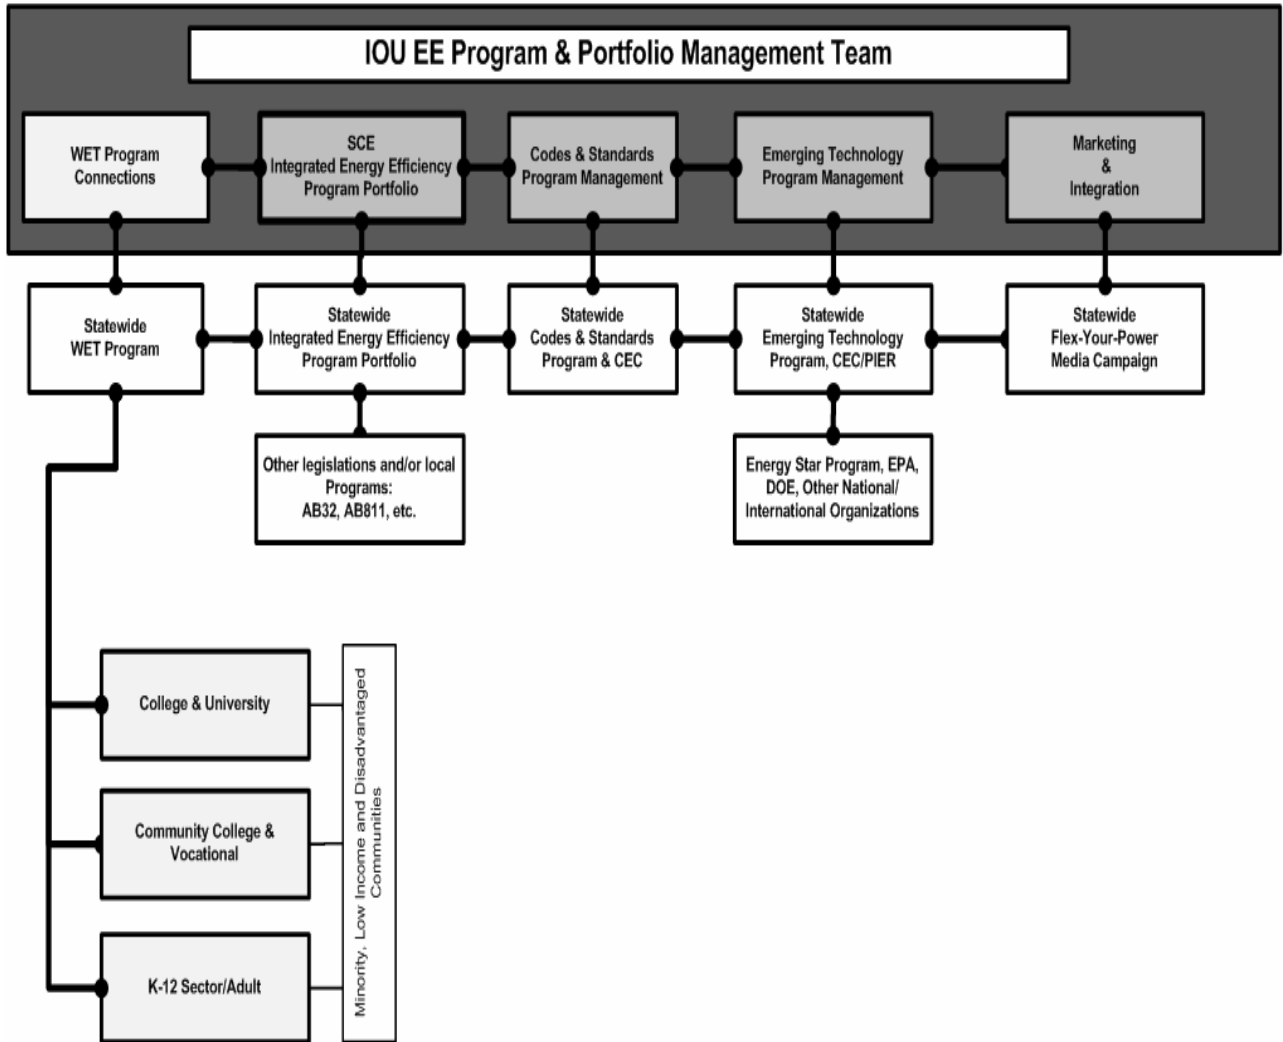 IOU EE Program & Portfolio Management Team
WET Program
Connections
SCE
Integrated Energy Efficiency
Program Portfolio
Codes & Standards
Program Management
Emerging Technology
Program Management
Marketing
&
Integration
Statewide
WET Program
Statewide
Integrated Energy Efficiency
Program Portfolio
Statewide
Codes & Standards
Program & CEC
Statewide
Emerging Technology
Program, CEC/PIER
Statewide
Flex-Your-Power
Media Campaign
Other legislations and/or local
Programs:
AB32, AB811, etc.
Energy Star Program, EPA,
DOE, Other National/
International Organizations
College & University
Community College &
Vocational
K-12 Sector/Adult
Minority, Low Income and Disadvantaged
Communities